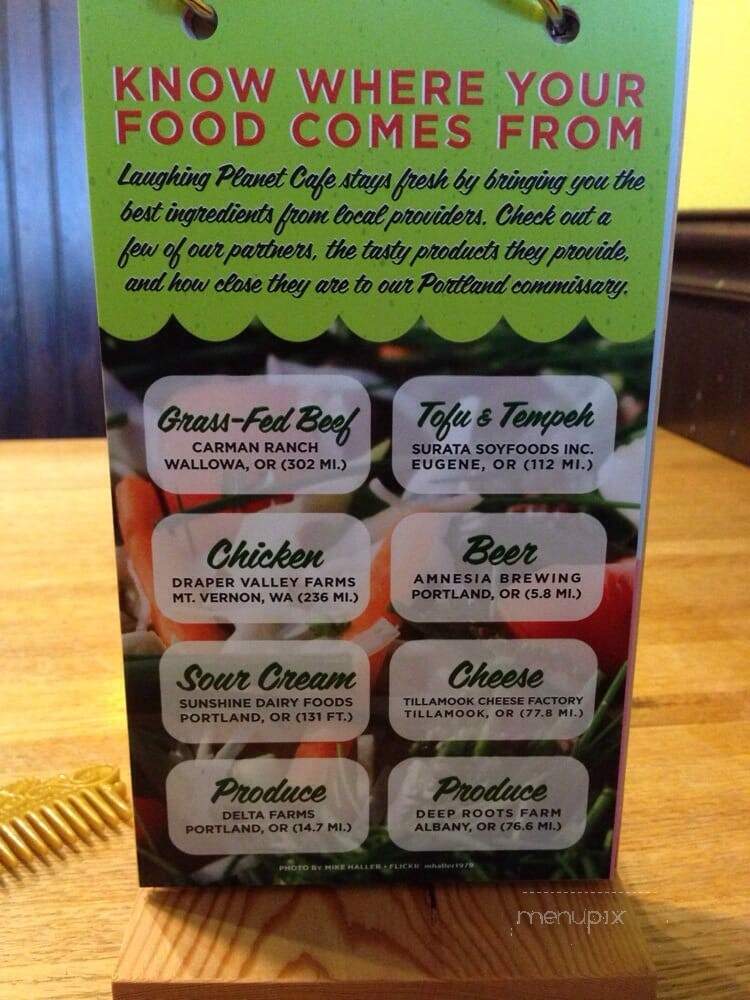 KNOW WHERE YOUR
FOOD COMES FROM
Laughing Planet Cafe stays fresh by bringing you the
best ingredients from local providers. Check out a
few of our partners, the tasty products they provide,
and how close they are to our Portland commissary.
Grass-Fed Beef
CARMAN RANCH
WALLOWA, OR (302 MI.)
Tofu & Tempeh
SURATA SOYFOODS INC.
EUGENE, OR (112 MI.)
Chicken
DRAPER VALLEY FARMS
MT. VERNON, WA (236 MI.)
Beer
AMNESIA BREWING
PORTLAND, OR (5.8 MI.)
Sour Cream
SUNSHINE DAIRY FOODS
PORTLAND, OR (131 FT.)
Cheese
TILLAMOOK CHEESE FACTORY
TILLAMOOK, OR (77.8 MI.)
Produce
DELTA FARMS
PORTLAND, OR (14.7 MI.)
Produce
DEEP ROOTS FARM
ALBANY, OR (76.6 MI.)
PHOTO BY MIKE HALLER • FLICKR: mhaller1979
menupix